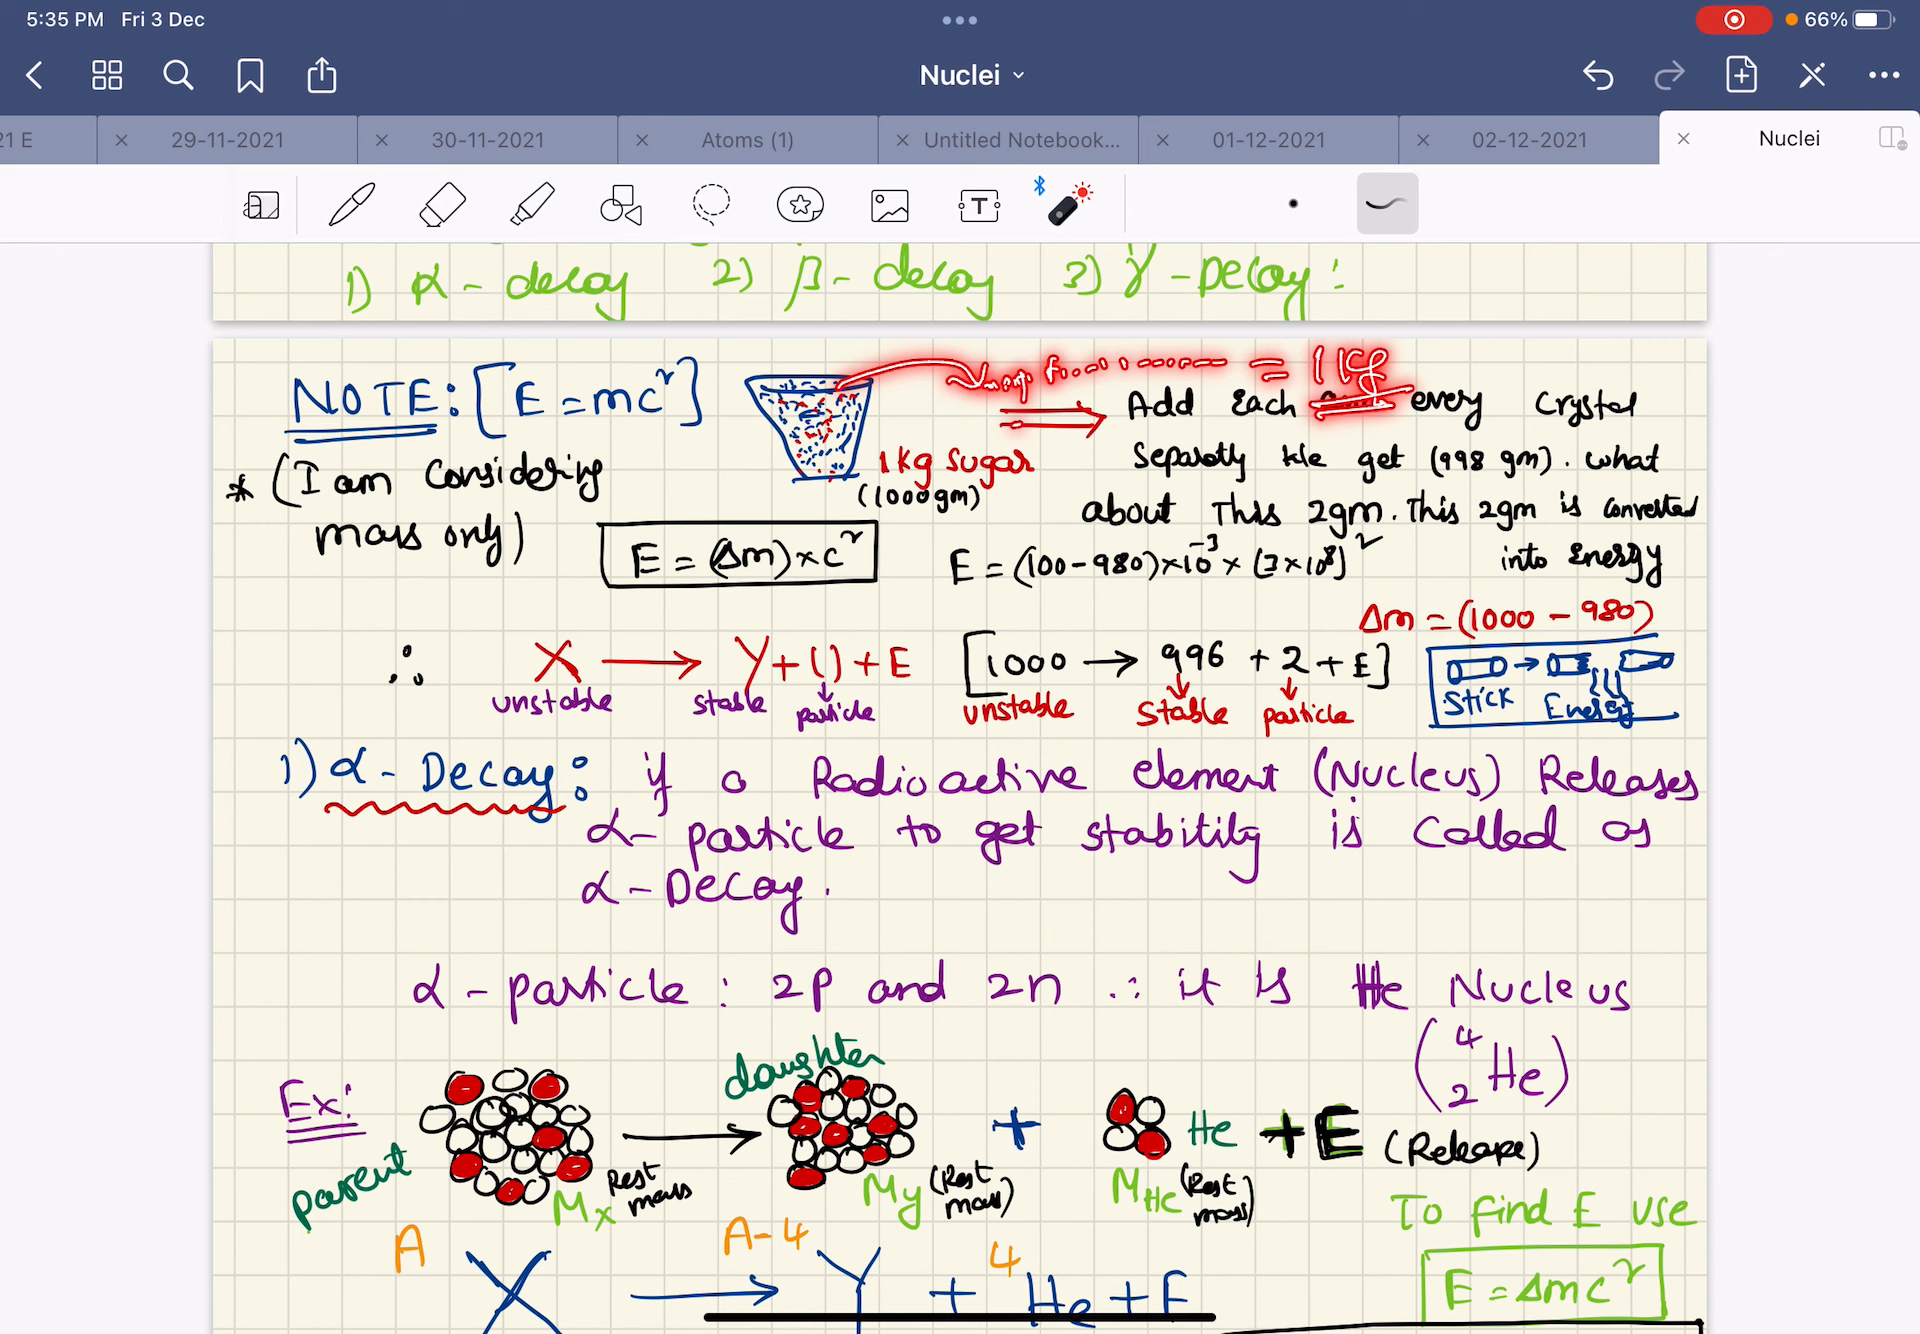 5:35 PM Fri 3 Dec
66%
Nuclei
21 E
29-11-2021
30-11-2021
Atoms (1)
Untitled Notebook...
01-12-2021
02-12-2021
Nuclei
1) α - decay 2) β - decay 3) γ - Decay :
NOTE: [E = mc²]
= 1 kg
* (I am Considering
mass only)
1 kg Sugar
(1000 gm)
Add Each every Crystal
Separatly We get (998 gm). what
about This 2gm. This 2gm is converted
into Energy
E = (Δm) × c²
E = (100 - 980) × 10⁻³ × (3 × 10⁸)²
Δm = (1000 - 980)
∴ X → Y + () + E
unstable stable particle
[1000 → 996 + 2 + E]
unstable Stable particle
Stick Energy
1) α - Decay : if a Radioactive element (Nucleus) Releases
α - particle to get stability is Called as
α - Decay.
α - particle : 2P and 2n ∴ it is He Nucleus
(⁴₂He)
Ex:
parent
daughter
→ + He + E (Release)
Mx Rest mass
My (Rest mass)
MHe (Rest mass)
To find E use
E = Δmc²
A A-4 4
X → Y + He + E